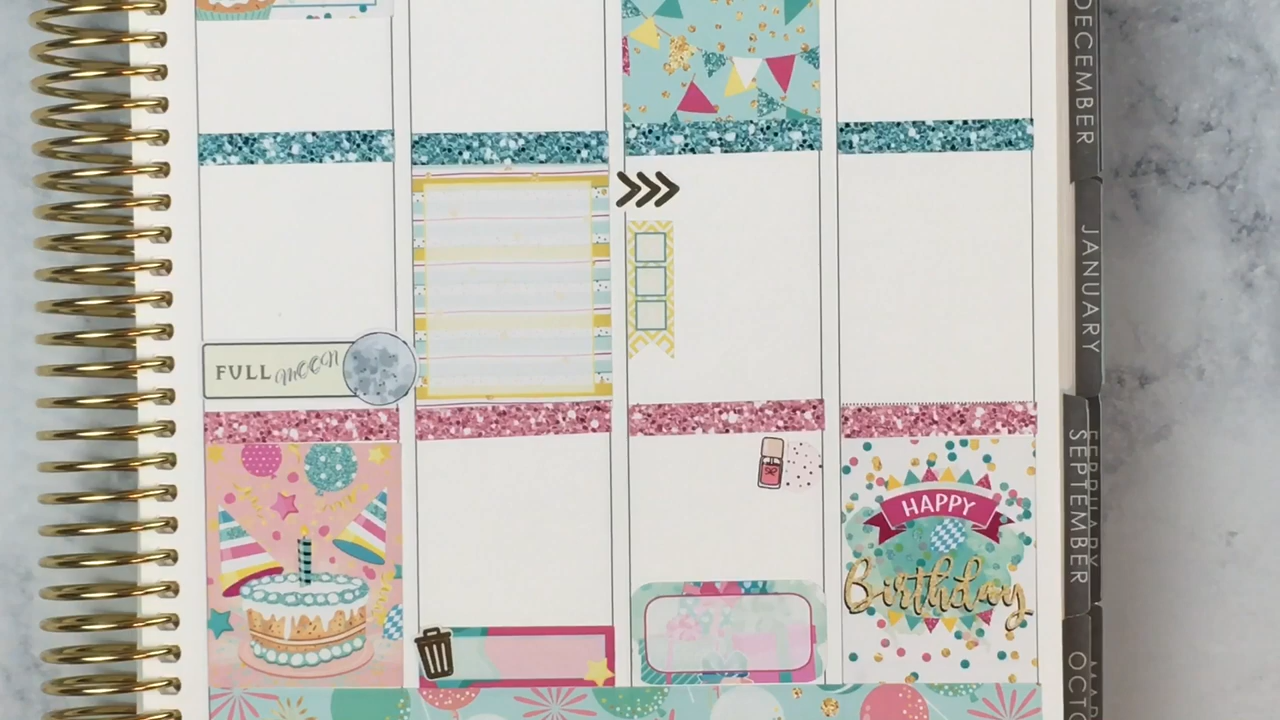 DECEMBER
JANUARY
FULL MOON
FEBRUARY
SEPTEMBER
HAPPY
Birthday